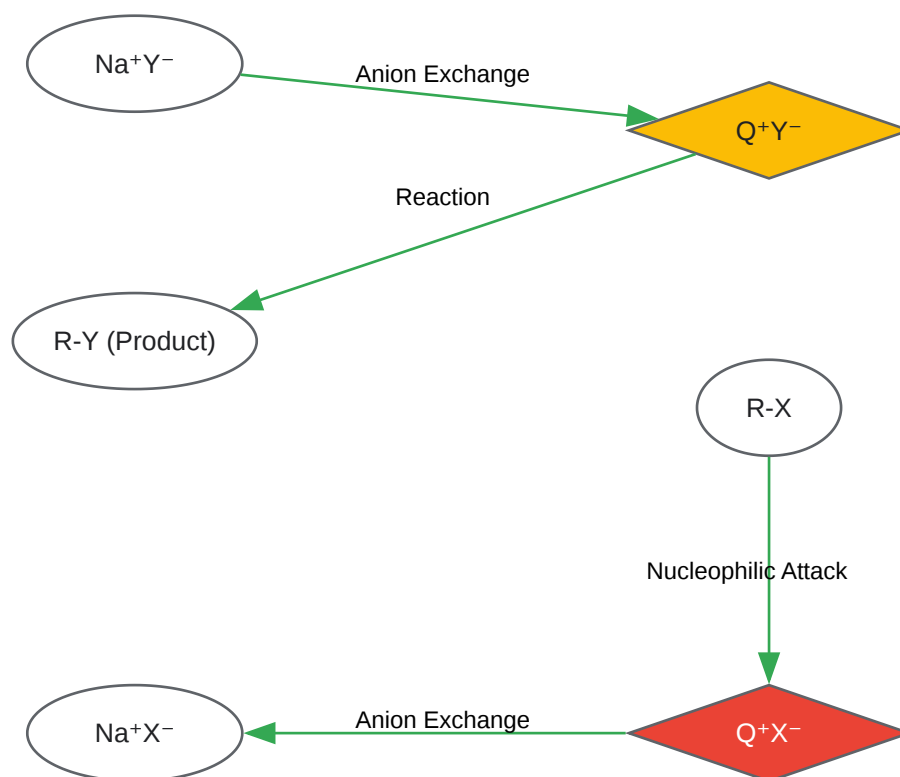 Na⁺Y⁻
Anion Exchange
Q⁺Y⁻
Reaction
R-Y (Product)
R-X
Nucleophilic Attack
Na⁺X⁻
Anion Exchange
Q⁺X⁻